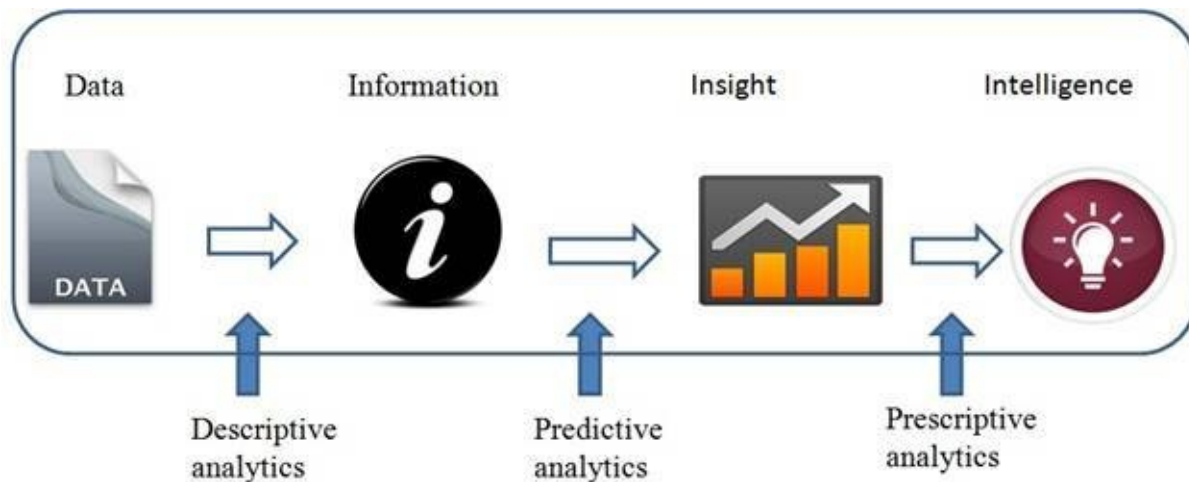 Data
Information
Insight
Intelligence
DATA
i
Descriptive
analytics
Predictive
analytics
Prescriptive
analytics